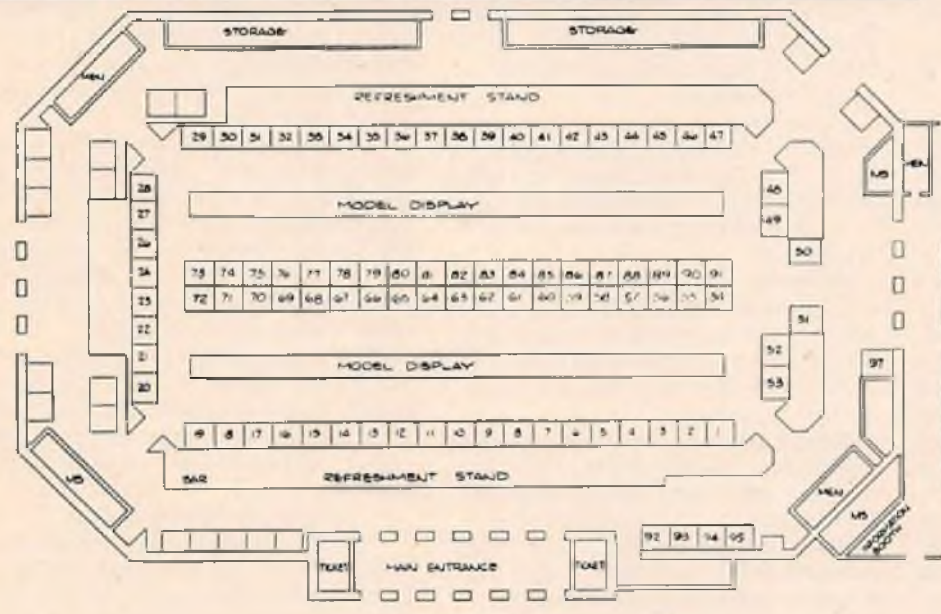 STORAGE STORAGE
MEN
REFRESHMENT STAND
29 30 31 32 33 34 35 36 37 38 39 40 41 42 43 44 45 46 47
MS MEN
28 48
MODEL DISPLAY
27 49
26 50
24 73 74 75 76 77 78 79 80 81 82 83 84 85 86 87 88 89 90 91
23 72 71 70 69 68 67 66 65 64 63 62 61 60 59 58 57 56 55 54
22 51
21 52
MODEL DISPLAY 97
20 53
19 18 17 16 15 14 13 12 11 10 9 8 7 6 5 4 3 2 1
BAR REFRESHMENT STAND
MS MEN
MS
INFORMATION BOOTH
92 93 94 95
TICKET MAIN ENTRANCE TICKET